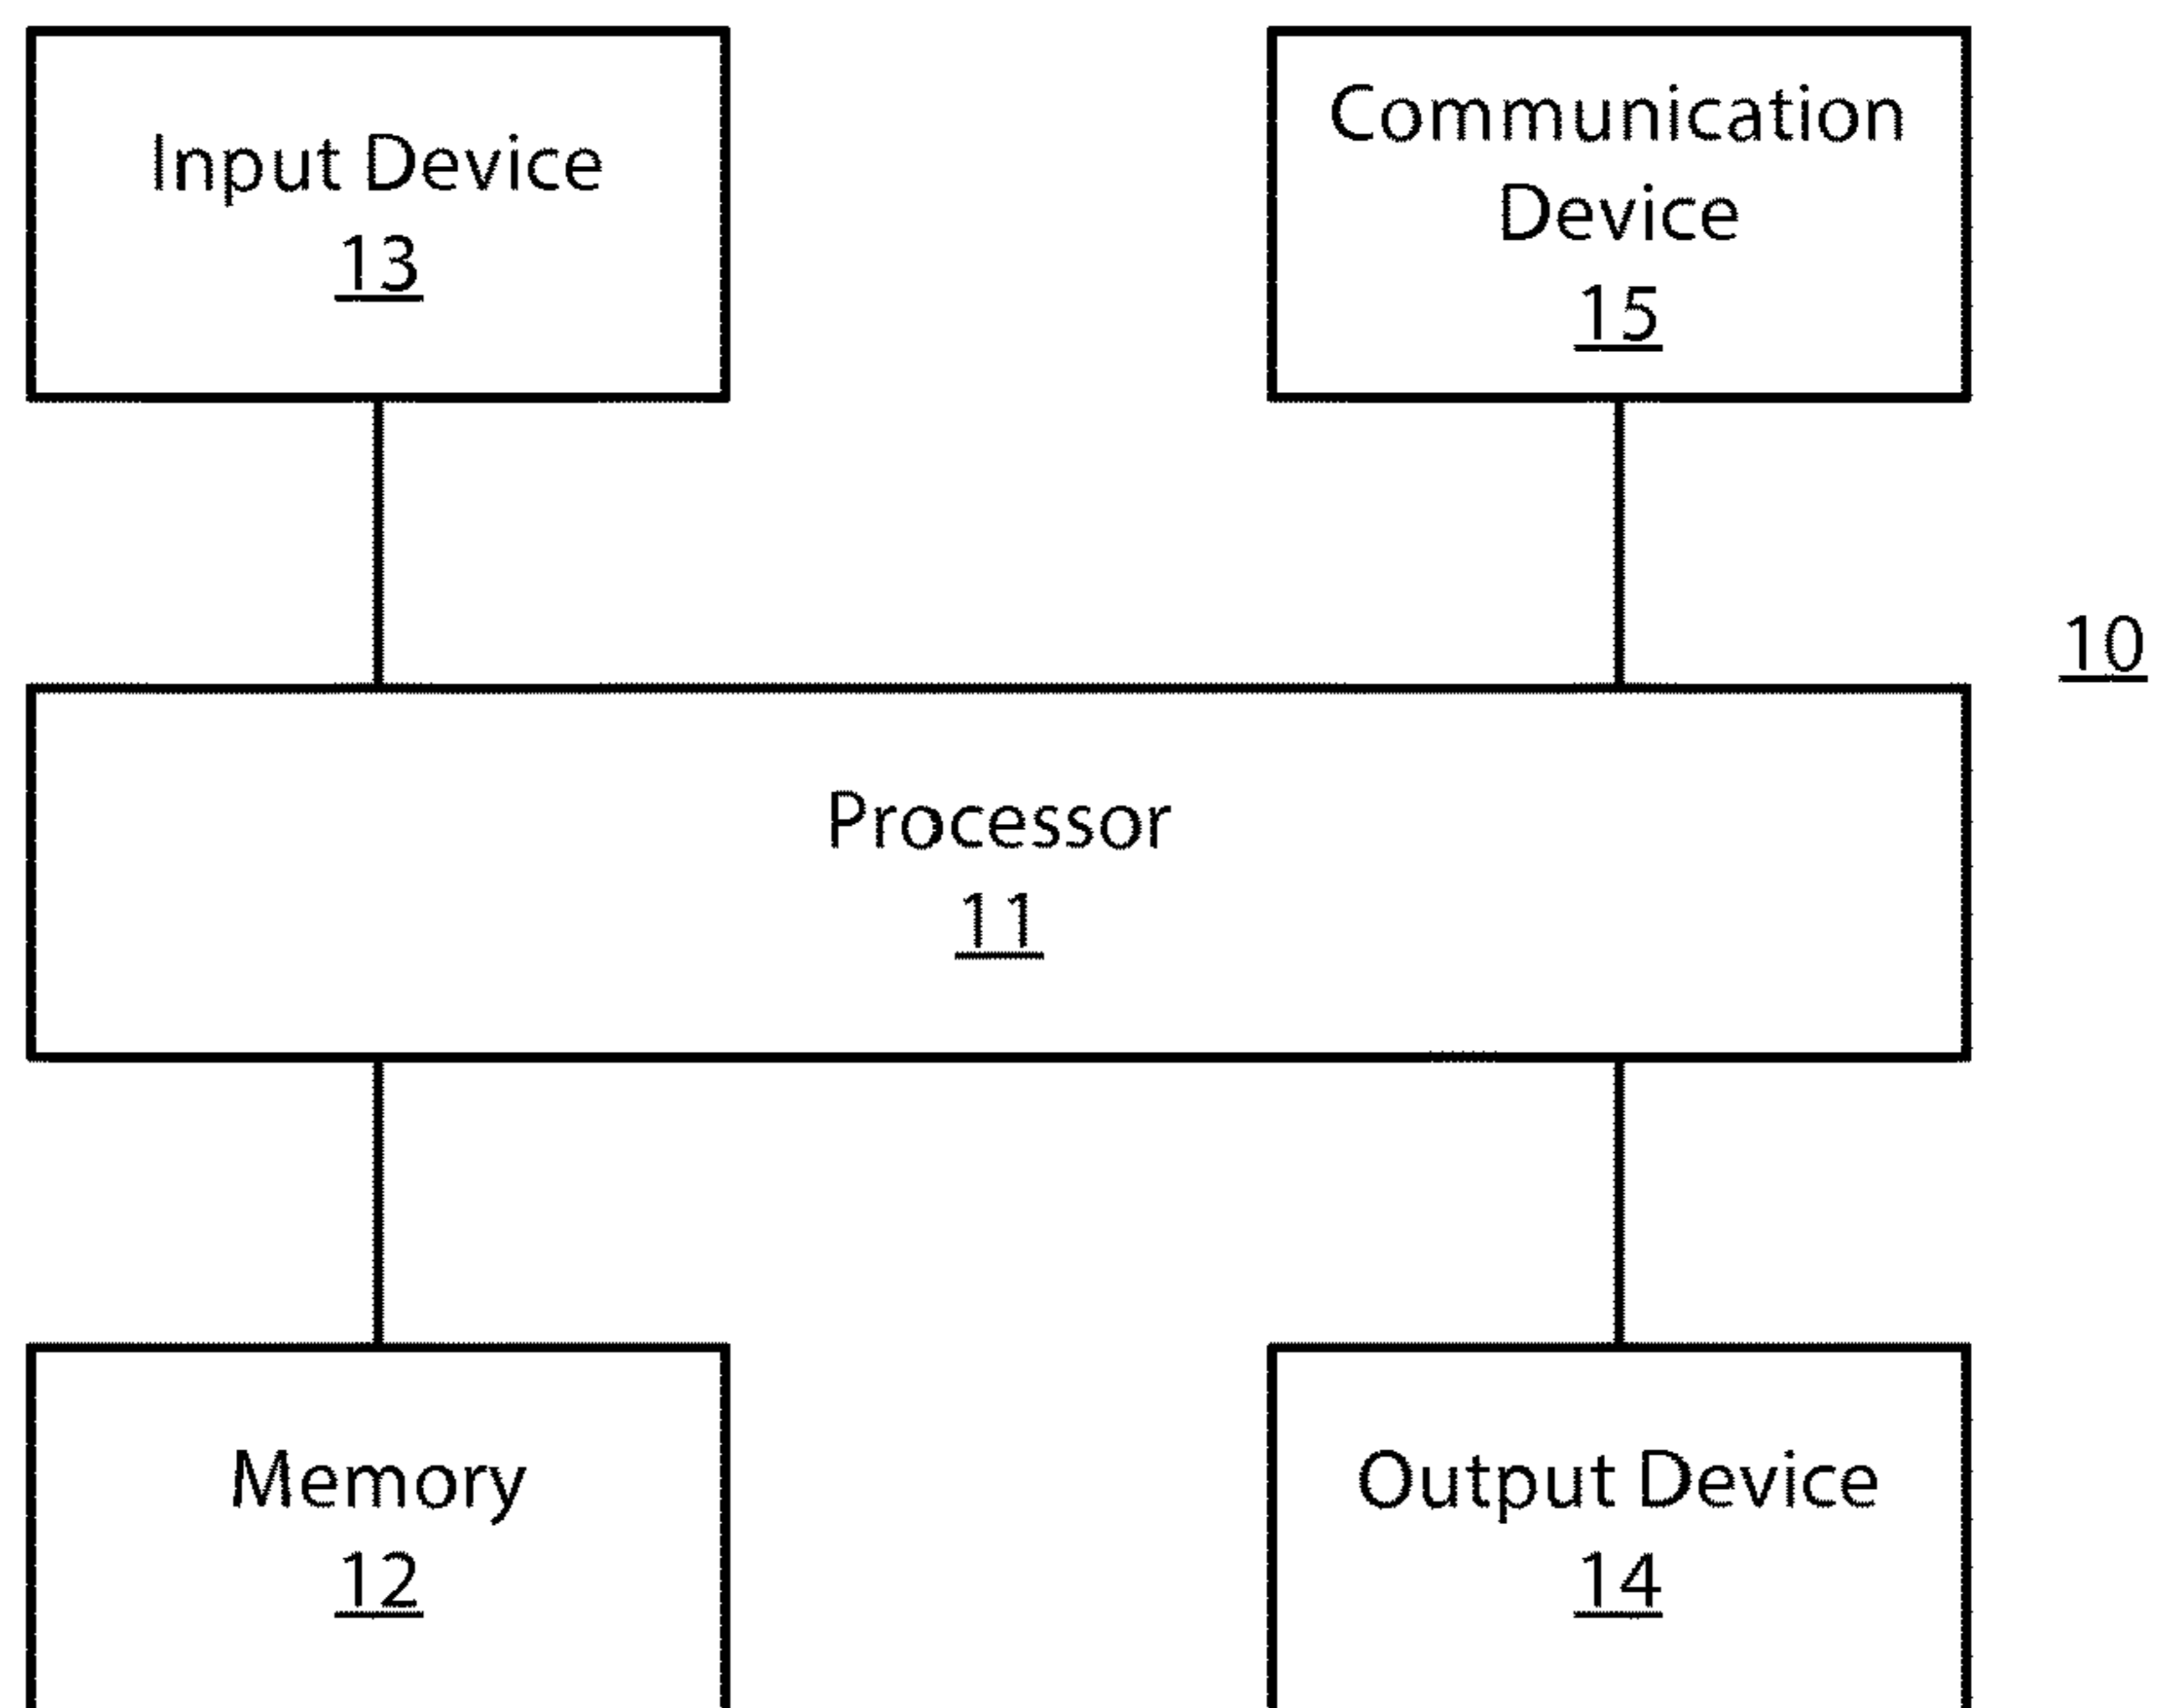 Input Device
13
Communication
Device
15
10
Processor
11
Memory
12
Output Device
14